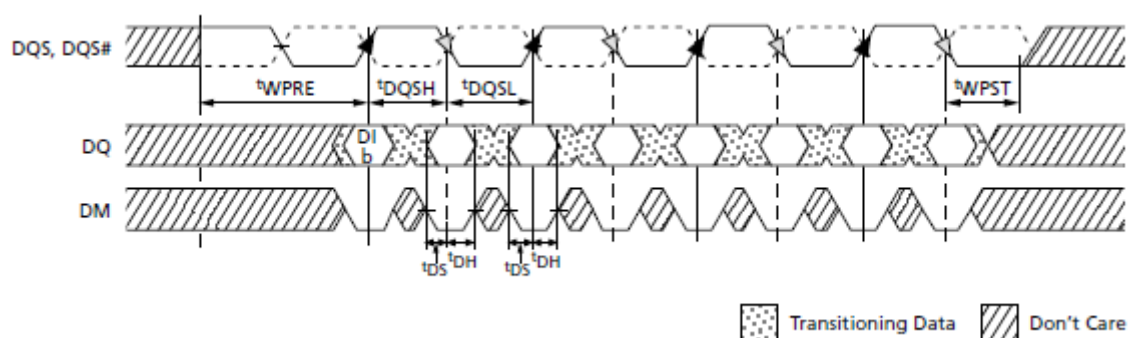 DQS, DQS#
tWPRE tDQSH tDQSL tWPST
DQ
DI
b
DM
tDS tDH tDS tDH
Transitioning Data Don't Care